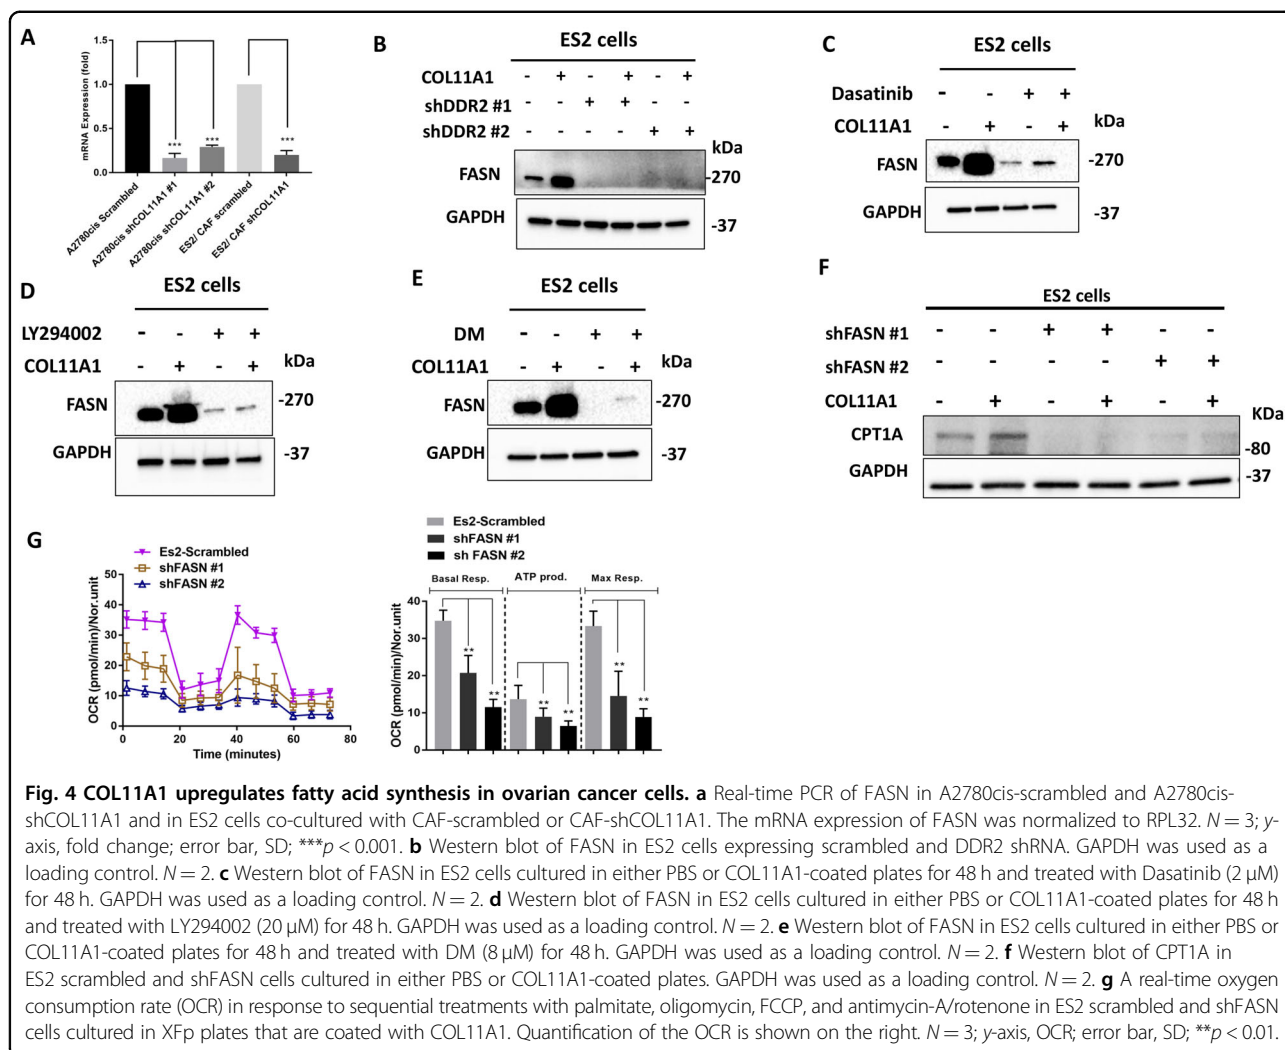 A
mRNA Expression (fold)
1.5
1.0
0.5
0.0
*** *** ***
A2780cis Scrambled
A2780cis shCOL11A1 #1
A2780cis shCOL11A1 #2
ES2/ CAF scrambled
ES2/ CAF shCOL11A1
B
ES2 cells
COL11A1 - + - + - +
shDDR2 #1 - - + + - -
shDDR2 #2 - - - - + +
kDa
FASN -270
GAPDH -37
C
ES2 cells
Dasatinib - - + +
COL11A1 - + - +
kDa
FASN -270
GAPDH -37
D
ES2 cells
LY294002 - - + +
COL11A1 - + - +
kDa
FASN -270
GAPDH -37
E
ES2 cells
DM - - + +
COL11A1 - + - +
kDa
FASN -270
GAPDH -37
F
ES2 cells
shFASN #1 - - + + - -
shFASN #2 - - - - + +
COL11A1 - + - + - +
KDa
CPT1A -80
GAPDH -37
G
Es2-Scrambled
shFASN #1
shFASN #2
OCR (pmol/min)/Nor.unit
50
40
30
20
10
0
0 20 40 60 80
Time (minutes)
Es2-Scrambled
shFASN #1
sh FASN #2
Basal Resp. ATP prod. Max Resp.
OCR (pmol/min)/Nor.unit
40
30
20
10
0
** ** ** ** ** **
Fig. 4 COL11A1 upregulates fatty acid synthesis in ovarian cancer cells. a Real-time PCR of FASN in A2780cis-scrambled and A2780cis-
shCOL11A1 and in ES2 cells co-cultured with CAF-scrambled or CAF-shCOL11A1. The mRNA expression of FASN was normalized to RPL32. N = 3; y-
axis, fold change; error bar, SD; ***p < 0.001. b Western blot of FASN in ES2 cells expressing scrambled and DDR2 shRNA. GAPDH was used as a
loading control. N = 2. c Western blot of FASN in ES2 cells cultured in either PBS or COL11A1-coated plates for 48 h and treated with Dasatinib (2 μM)
for 48 h. GAPDH was used as a loading control. N = 2. d Western blot of FASN in ES2 cells cultured in either PBS or COL11A1-coated plates for 48 h
and treated with LY294002 (20 μM) for 48 h. GAPDH was used as a loading control. N = 2. e Western blot of FASN in ES2 cells cultured in either PBS or
COL11A1-coated plates for 48 h and treated with DM (8 μM) for 48 h. GAPDH was used as a loading control. N = 2. f Western blot of CPT1A in
ES2 scrambled and shFASN cells cultured in either PBS or COL11A1-coated plates. GAPDH was used as a loading control. N = 2. g A real-time oxygen
consumption rate (OCR) in response to sequential treatments with palmitate, oligomycin, FCCP, and antimycin-A/rotenone in ES2 scrambled and shFASN
cells cultured in XFp plates that are coated with COL11A1. Quantification of the OCR is shown on the right. N = 3; y-axis, OCR; error bar, SD; **p < 0.01.